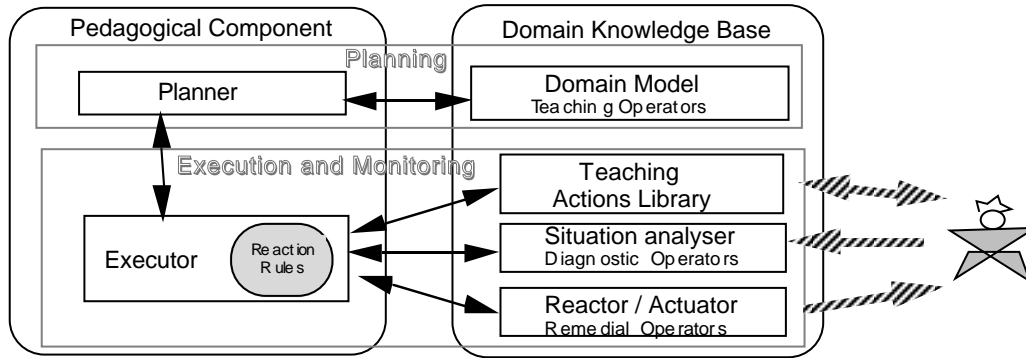 Pedagogical Component
Domain Knowledge Base
Planning
Planner
Domain Model
Teaching Operators
Execution and Monitoring
Teaching
Actions Library
Executor
Reaction
Rules
Situation analyser
Diagnostic Operators
Reactor / Actuator
Remedial Operators